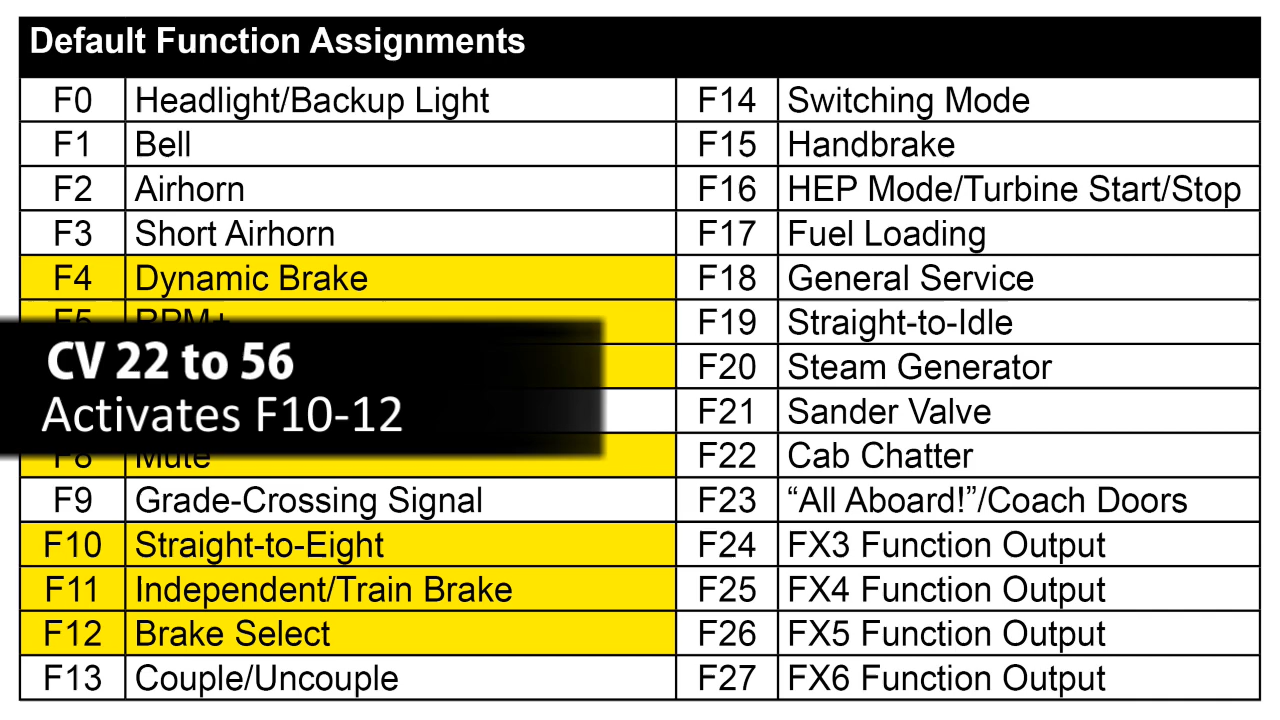 Default Function Assignments
F0 Headlight/Backup Light
F1 Bell
F2 Airhorn
F3 Short Airhorn
F4 Dynamic Brake
F5 RPM+
CV 22 to 56
Activates F10-12
F8 Mute
F9 Grade-Crossing Signal
F10 Straight-to-Eight
F11 Independent/Train Brake
F12 Brake Select
F13 Couple/Uncouple
F14 Switching Mode
F15 Handbrake
F16 HEP Mode/Turbine Start/Stop
F17 Fuel Loading
F18 General Service
F19 Straight-to-Idle
F20 Steam Generator
F21 Sander Valve
F22 Cab Chatter
F23 “All Aboard!”/Coach Doors
F24 FX3 Function Output
F25 FX4 Function Output
F26 FX5 Function Output
F27 FX6 Function Output